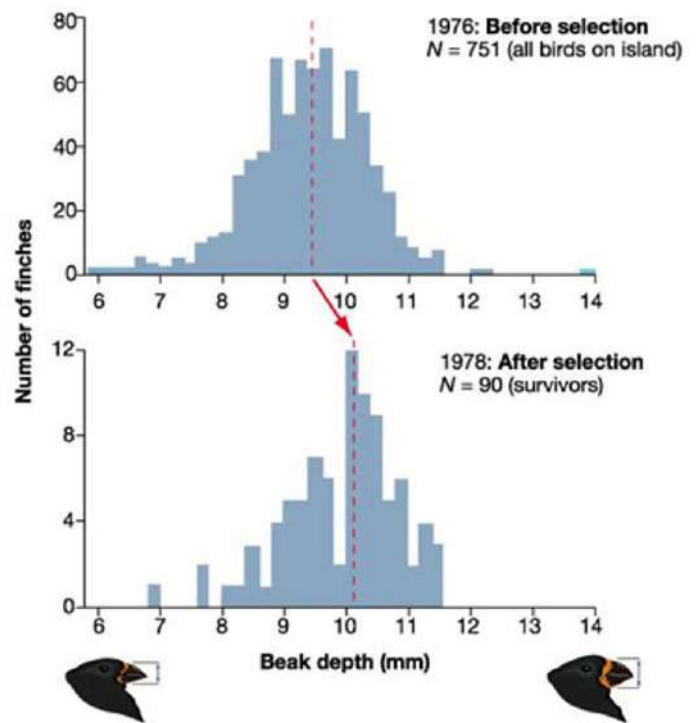 1976: Before selection
N = 751 (all birds on island)
80
60
40
20
0
6 7 8 9 10 11 12 13 14
Number of finches
1978: After selection
N = 90 (survivors)
12
8
4
0
6 7 8 9 10 11 12 13 14
Beak depth (mm)